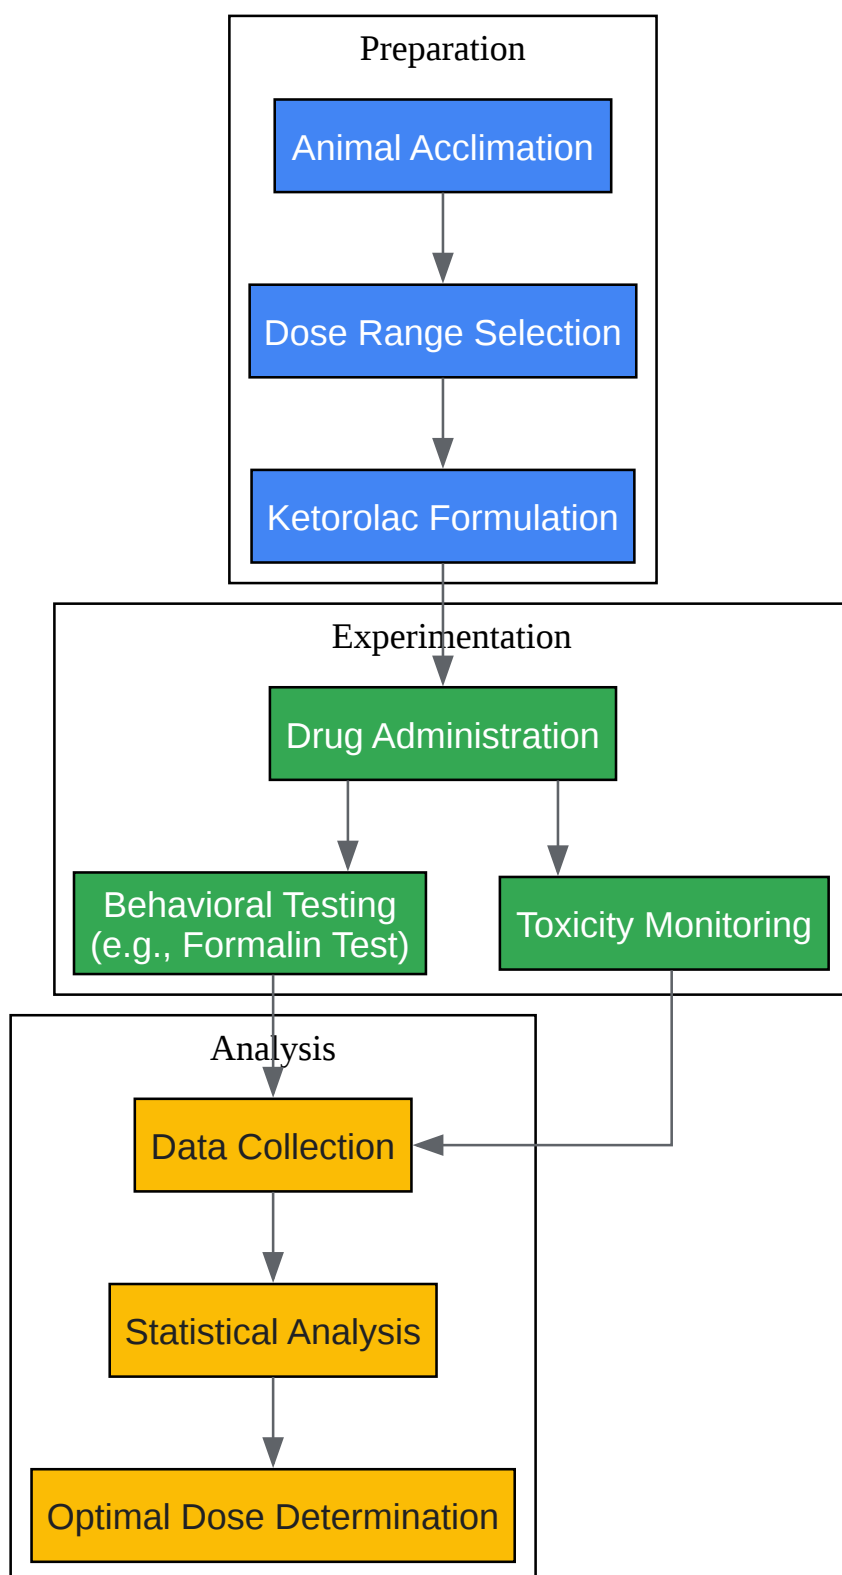 Preparation
Animal Acclimation
Dose Range Selection
Ketorolac Formulation
Experimentation
Drug Administration
Behavioral Testing
(e.g., Formalin Test)
Toxicity Monitoring
Analysis
Data Collection
Statistical Analysis
Optimal Dose Determination